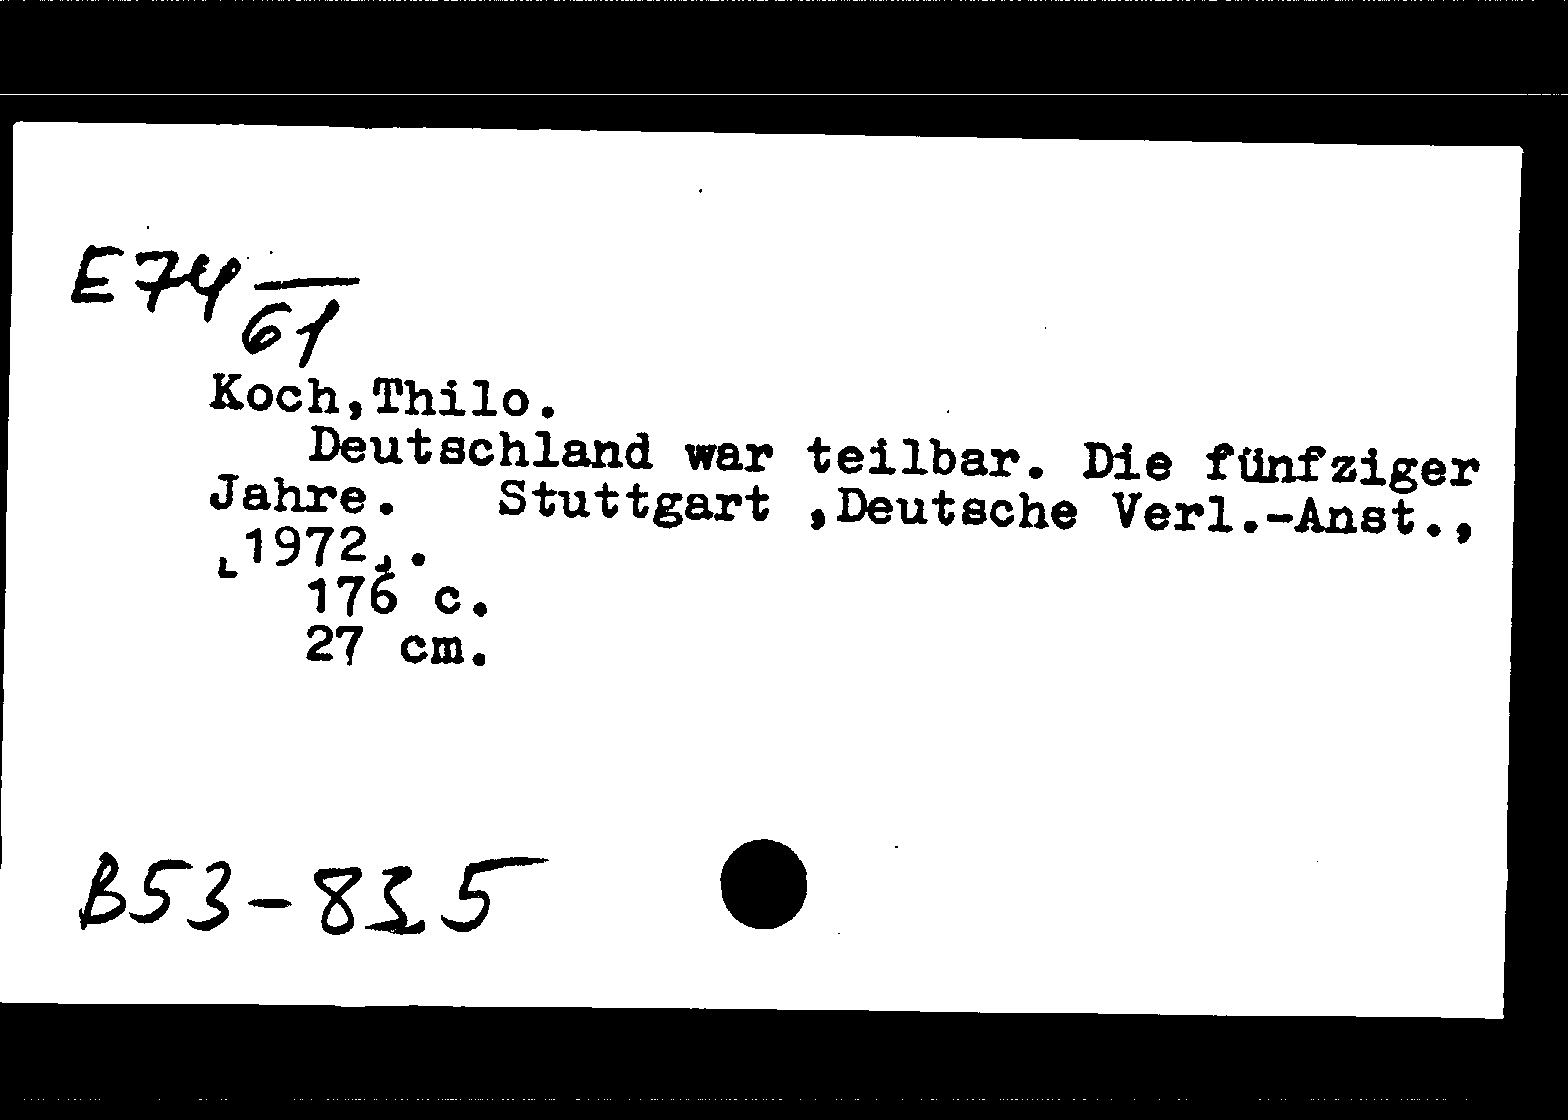 E74/61
Koch,Thilo.
Deutschland war teilbar. Die fünfziger
Jahre. Stuttgart ,Deutsche Verl.-Anst.,
[1972].
176 c.
27 cm.
B53-835